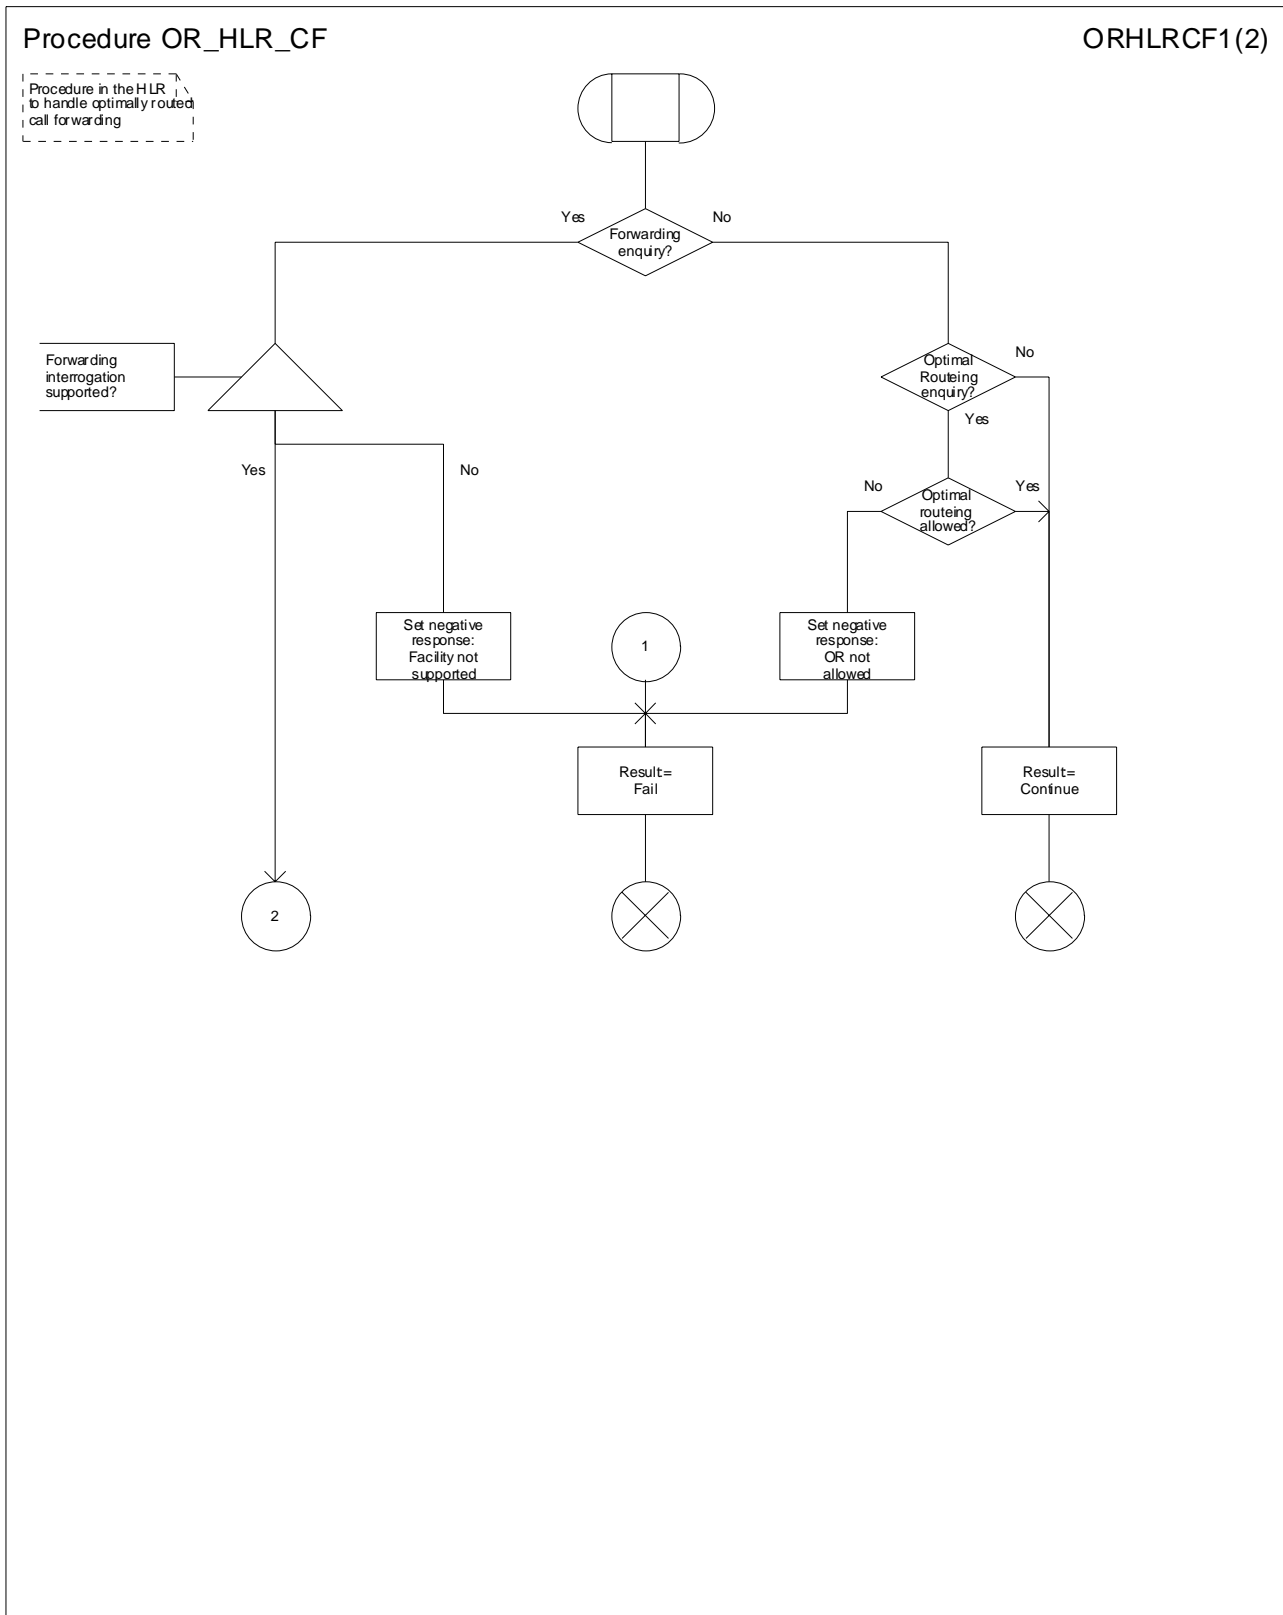 Procedure OR_HLR_CF
ORHLRCF1(2)
Procedure in the HLR
to handle optimally routed
call forwarding
Yes
No
Forwarding
enquiry?
Forwarding
interrogation
supported?
Optimal
Routeing
enquiry?
No
Yes
Yes
No
No
Optimal
routeing
allowed?
Yes
Set negative
response:
Facility not
supported
1
Set negative
response:
OR not
allowed
Result=
Fail
Result=
Continue
2